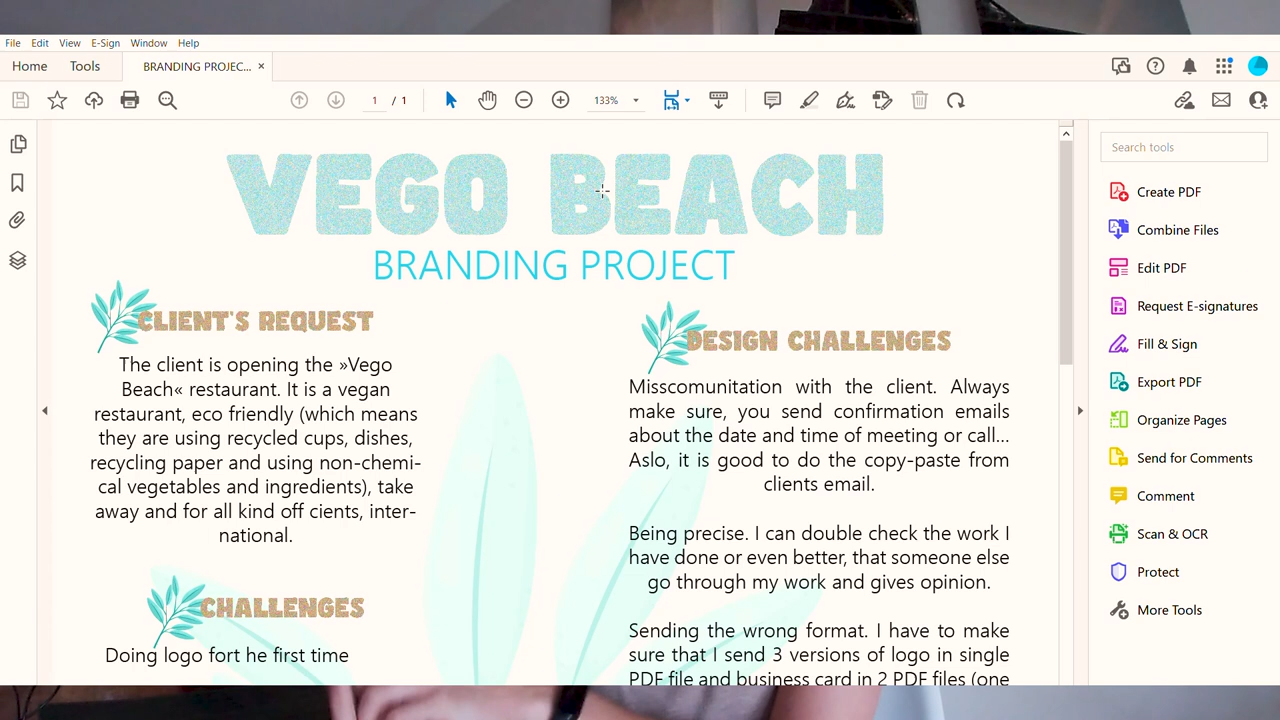 File Edit View E-Sign Window Help
Home Tools BRANDING PROJEC... ×
1 / 1 133%
Search tools
VEGO BEACH
BRANDING PROJECT
CLIENT'S REQUEST
The client is opening the »Vego
Beach« restaurant. It is a vegan
restaurant, eco friendly (which means
they are using recycled cups, dishes,
recycling paper and using non-chemi-
cal vegetables and ingredients), take
away and for all kind off cients, inter-
national.
CHALLENGES
Doing logo fort he first time
DESIGN CHALLENGES
Misscomunitation with the client. Always
make sure, you send confirmation emails
about the date and time of meeting or call...
Aslo, it is good to do the copy-paste from
clients email.
Being precise. I can double check the work I
have done or even better, that someone else
go through my work and gives opinion.
Sending the wrong format. I have to make
sure that I send 3 versions of logo in single
PDF file and business card in 2 PDF files (one
Create PDF
Combine Files
Edit PDF
Request E-signatures
Fill & Sign
Export PDF
Organize Pages
Send for Comments
Comment
Scan & OCR
Protect
More Tools